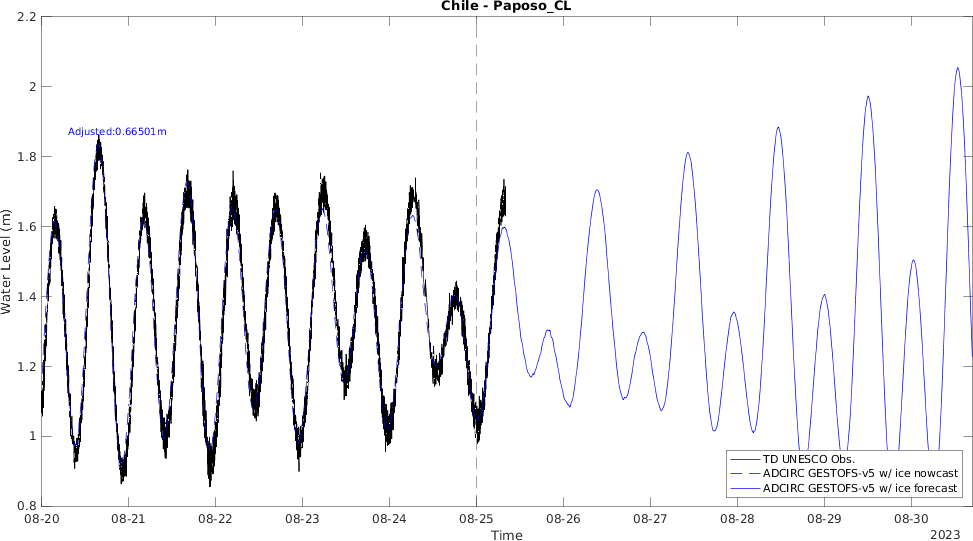 Chile - Paposo_CL
2.2
2
1.8
1.6
1.4
1.2
1
0.8
Water Level (m)
Adjusted:0.66501m
TD UNESCO Obs.
ADCIRC GESTOFS-v5 w/ ice nowcast
ADCIRC GESTOFS-v5 w/ ice forecast
08-20 08-21 08-22 08-23 08-24 08-25 08-26 08-27 08-28 08-29 08-30
Time
2023